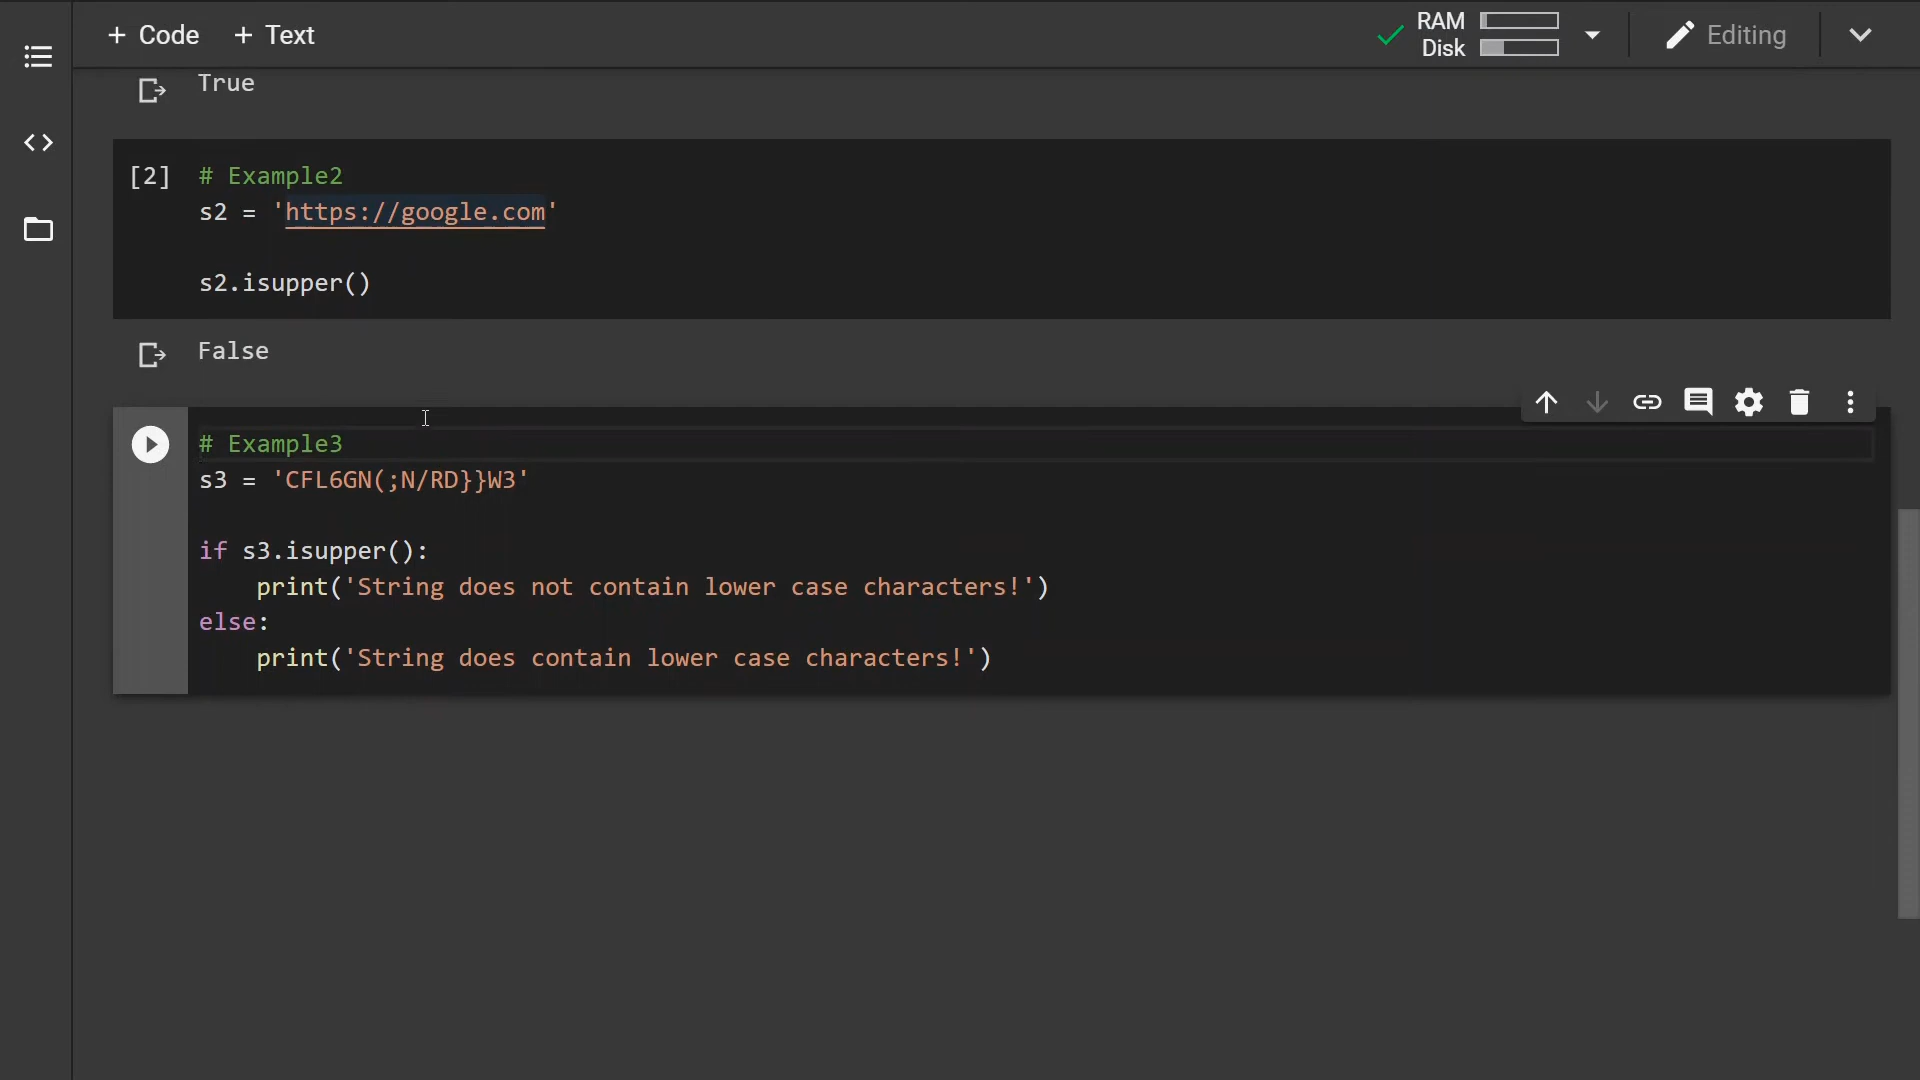 + Code + Text
RAM
Disk
Editing
True
[2] # Example2
s2 = 'https://google.com'
s2.isupper()
False
# Example3
s3 = 'CFL6GN(;N/RD}}W3'
if s3.isupper():
    print('String does not contain lower case characters!')
else:
    print('String does contain lower case characters!')